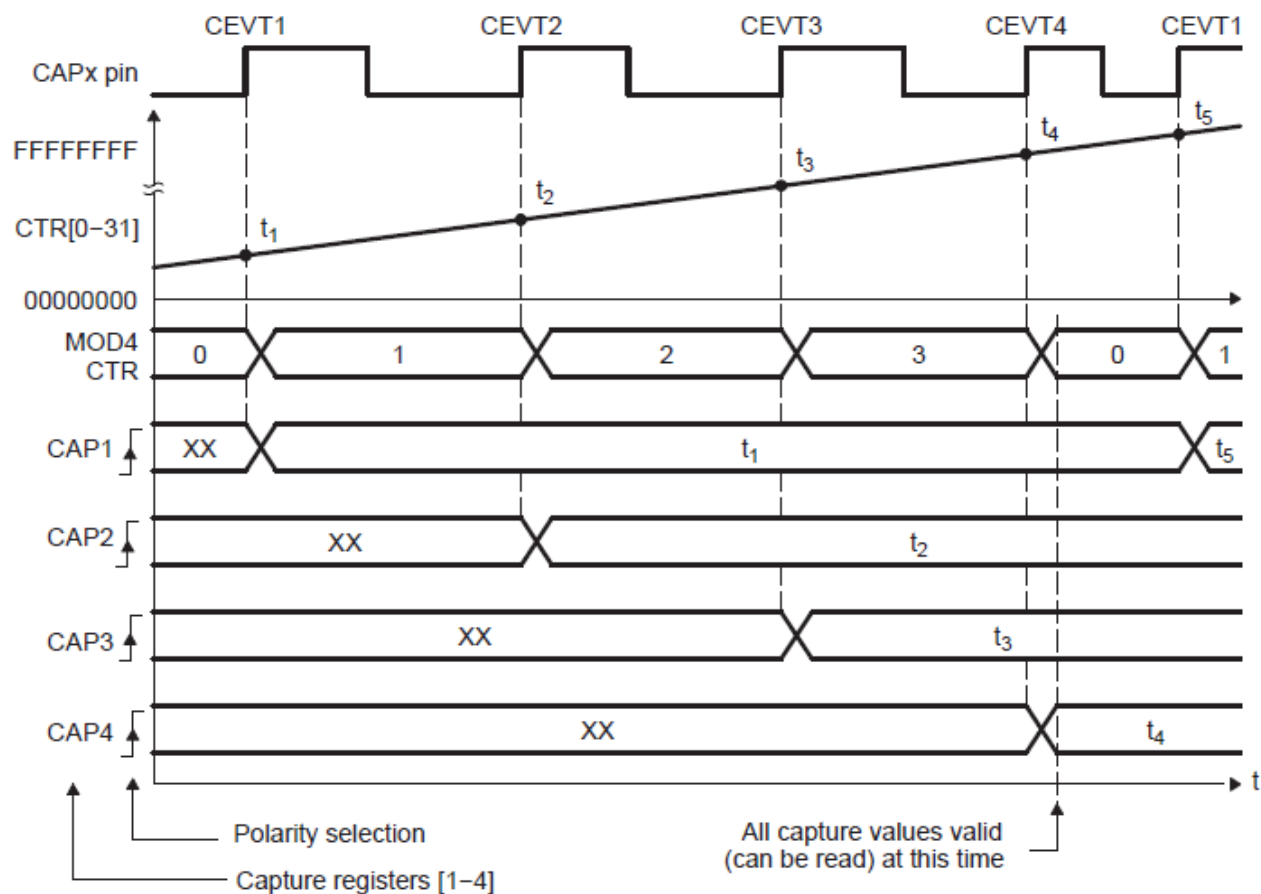 CEVT1 CEVT2 CEVT3 CEVT4 CEVT1
CAPx pin
FFFFFFFF
t5
t4
t3
t2
CTR[0−31]
t1
00000000
MOD4
CTR
0 1 2 3 0 1
CAP1 XX t1 t5
CAP2 XX t2
CAP3 XX t3
CAP4 XX t4
t
Polarity selection
Capture registers [1−4]
All capture values valid
(can be read) at this time